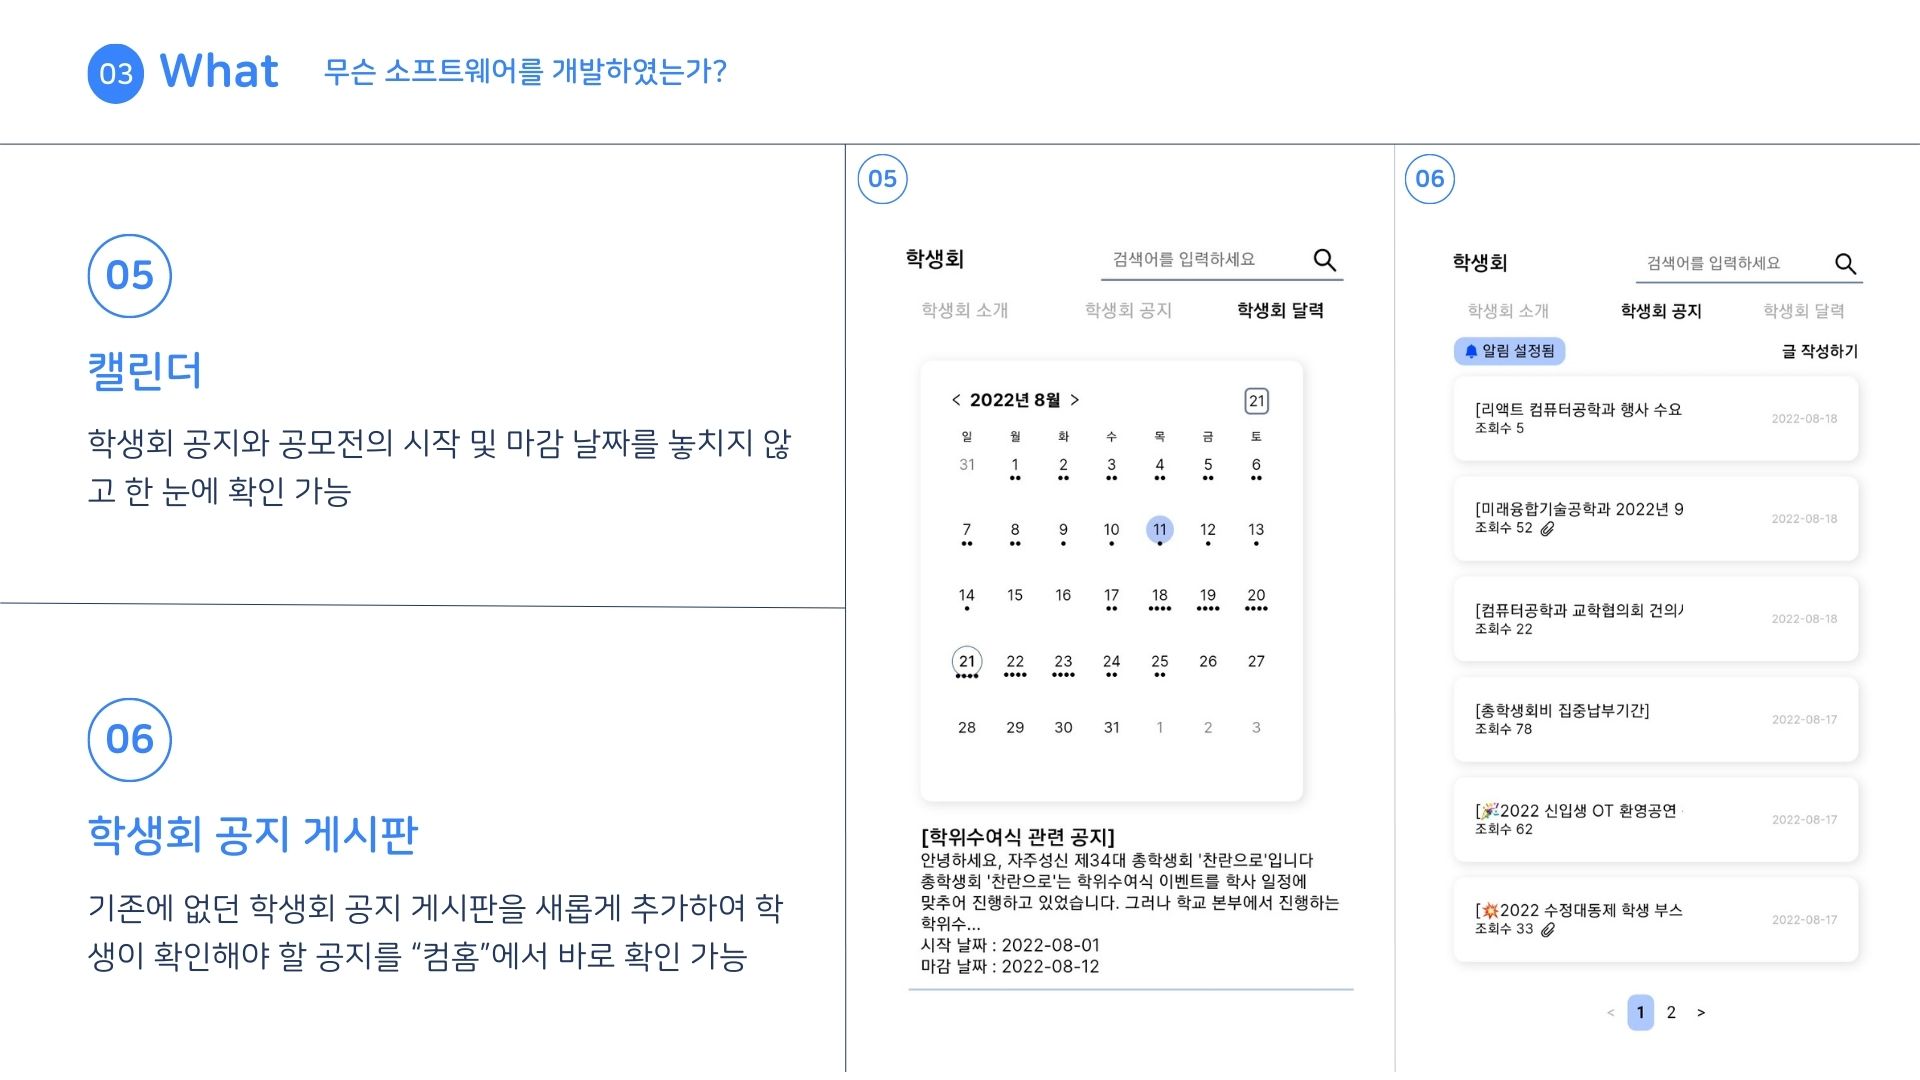 03 What 무슨 소프트웨어를 개발하였는가?
05
캘린더
학생회 공지와 공모전의 시작 및 마감 날짜를 놓치지 않
고 한 눈에 확인 가능
06
학생회 공지 게시판
기존에 없던 학생회 공지 게시판을 새롭게 추가하여 학
생이 확인해야 할 공지를 “컴홈”에서 바로 확인 가능
05
학생회 검색어를 입력하세요
학생회 소개 학생회 공지 학생회 달력
< 2022년 8월 > 21
일 월 화 수 목 금 토
31 1 2 3 4 5 6
7 8 9 10 11 12 13
14 15 16 17 18 19 20
21 22 23 24 25 26 27
28 29 30 31 1 2 3
[학위수여식 관련 공지]
안녕하세요, 자주성신 제34대 총학생회 '찬란으로'입니다
총학생회 '찬란으로'는 학위수여식 이벤트를 학사 일정에
맞추어 진행하고 있었습니다. 그러나 학교 본부에서 진행하는
학위수...
시작 날짜 : 2022-08-01
마감 날짜 : 2022-08-12
06
학생회 검색어를 입력하세요
학생회 소개 학생회 공지 학생회 달력
알림 설정됨 글 작성하기
[리액트 컴퓨터공학과 행사 수요 2022-08-18
조회수 5
[미래융합기술공학과 2022년 9 2022-08-18
조회수 52
[컴퓨터공학과 교학협의회 건의 2022-08-18
조회수 22
[총학생회비 집중납부기간] 2022-08-17
조회수 78
[🎉2022 신입생 OT 환영공연 2022-08-17
조회수 62
[💥2022 수정대동제 학생 부스 2022-08-17
조회수 33
< 1 2 >